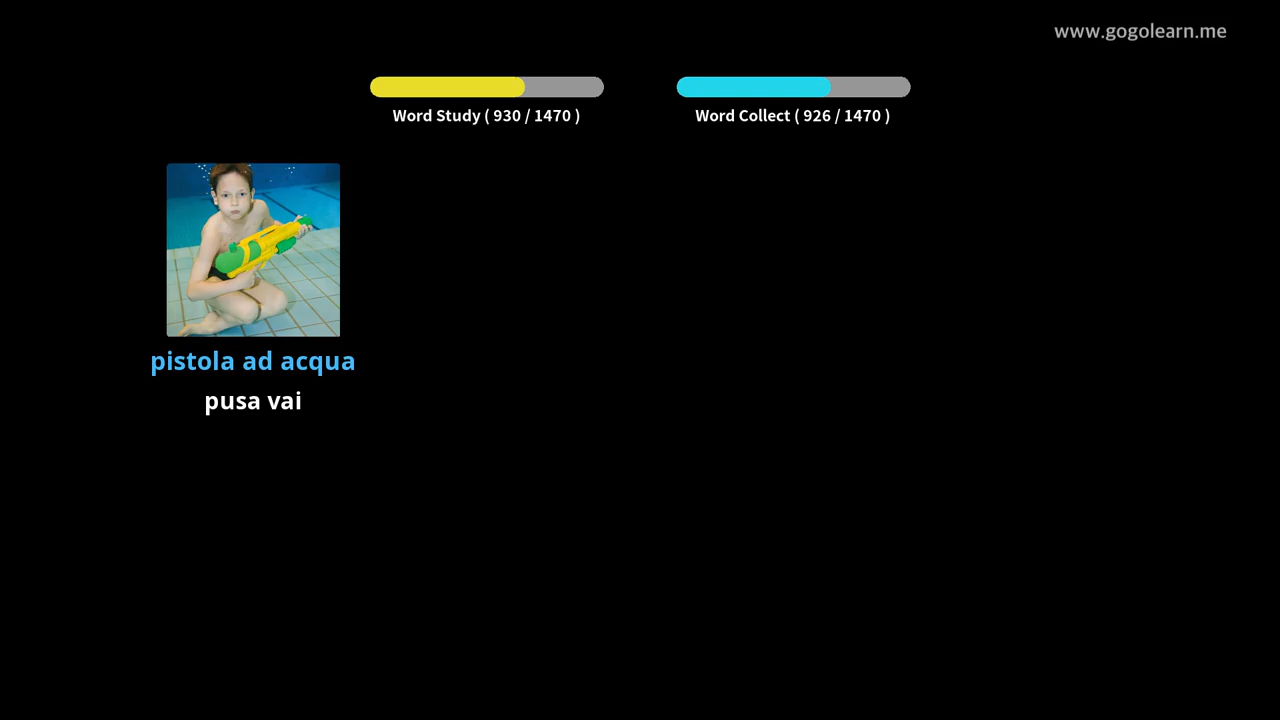 www.gogolearn.me
Word Study ( 930 / 1470 )
Word Collect ( 926 / 1470 )
pistola ad acqua
pusa vai